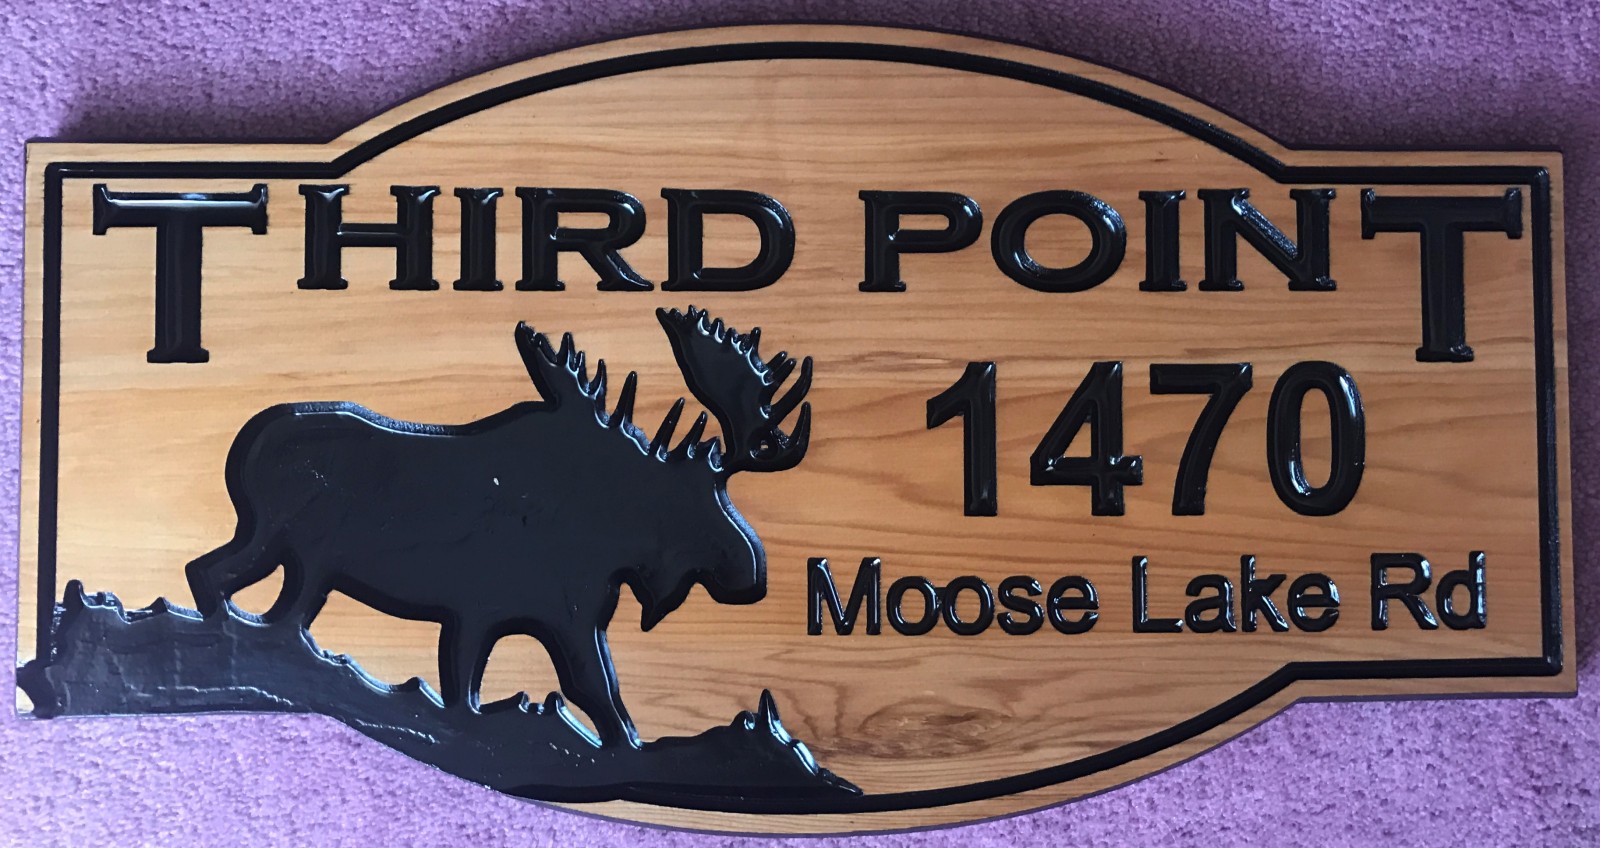 THIRD POINT
1470
Moose Lake Rd